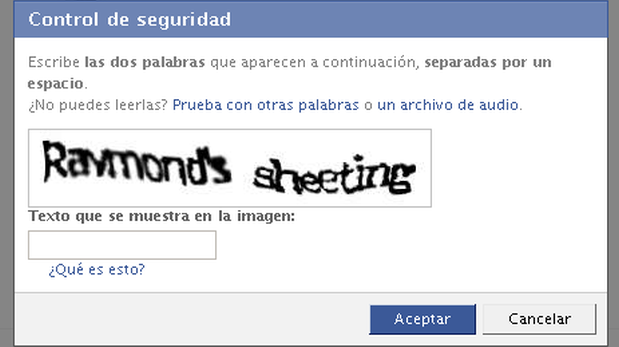 Control de seguridad
Escribe las dos palabras que aparecen a continuación, separadas por un
espacio.
¿No puedes leerlas? Prueba con otras palabras o un archivo de audio.
Raymond's sheeting
Texto que se muestra en la imagen:
¿Qué es esto?
Aceptar Cancelar